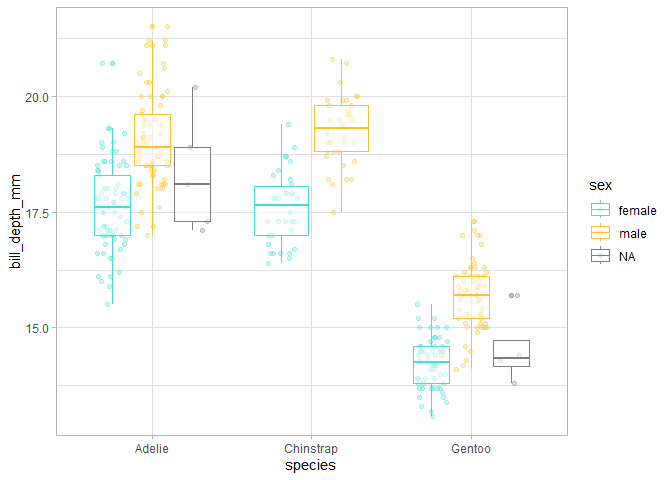 bill_depth_mm
20.0
17.5
15.0
Adelie
Chinstrap
Gentoo
species
sex
female
male
NA